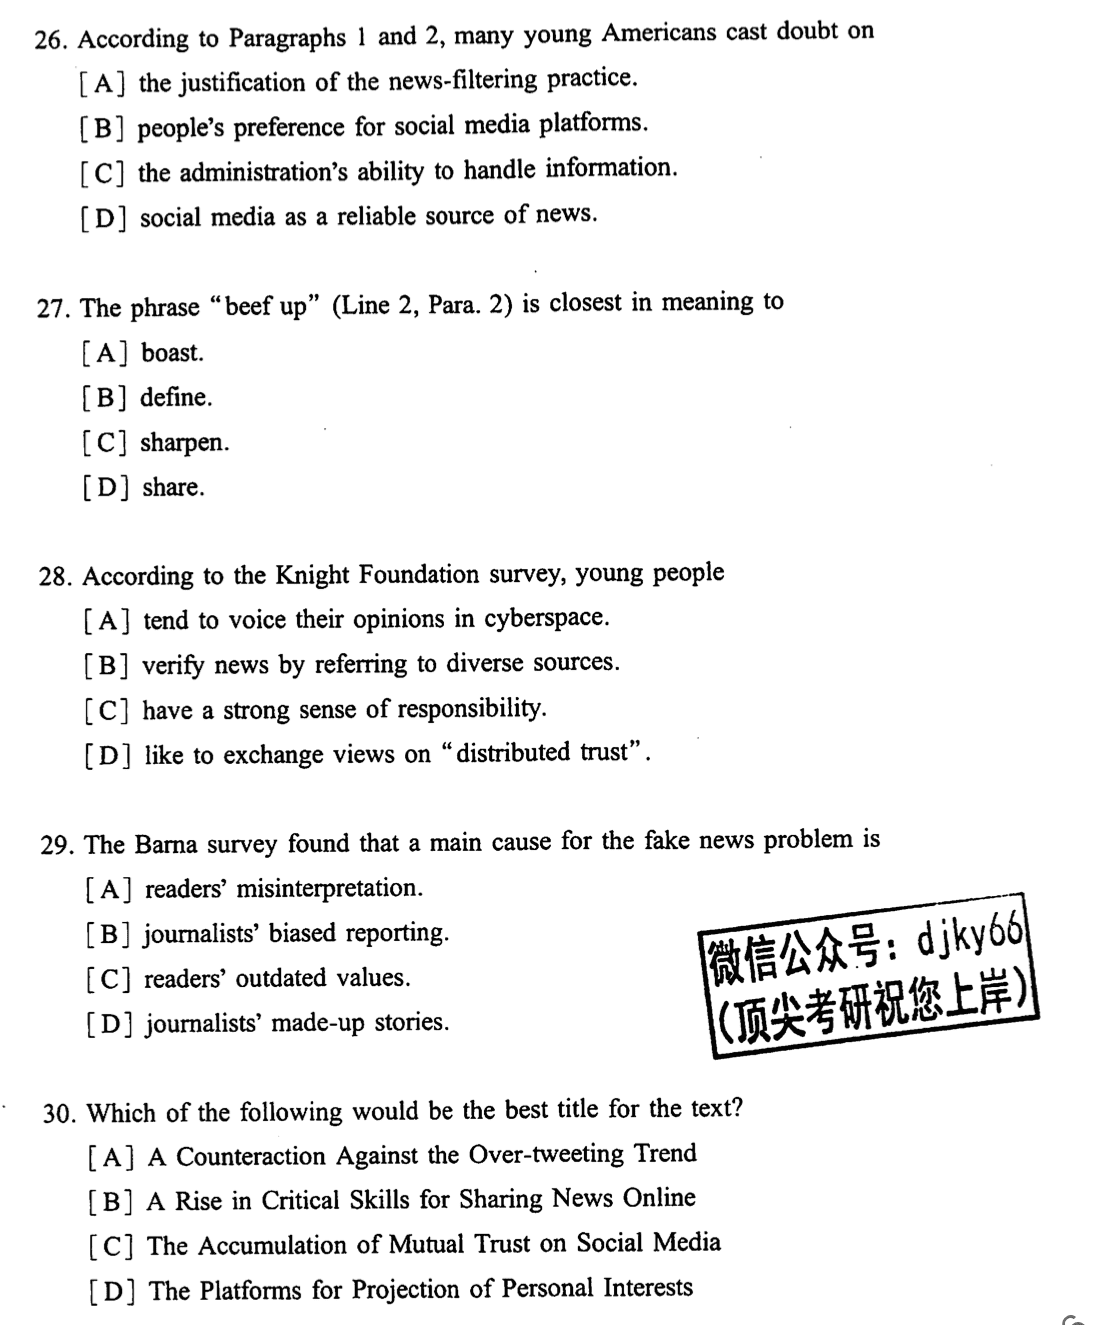 26. According to Paragraphs 1 and 2, many young Americans cast doubt on
[A] the justification of the news-filtering practice.
[B] people's preference for social media platforms.
[C] the administration's ability to handle information.
[D] social media as a reliable source of news.
27. The phrase “beef up” (Line 2, Para. 2) is closest in meaning to
[A] boast.
[B] define.
[C] sharpen.
[D] share.
28. According to the Knight Foundation survey, young people
[A] tend to voice their opinions in cyberspace.
[B] verify news by referring to diverse sources.
[C] have a strong sense of responsibility.
[D] like to exchange views on “distributed trust”.
29. The Barna survey found that a main cause for the fake news problem is
[A] readers' misinterpretation.
[B] journalists' biased reporting.
[C] readers' outdated values.
[D] journalists' made-up stories.
微信公众号：djky66
（顶尖考研祝您上岸）
30. Which of the following would be the best title for the text?
[A] A Counteraction Against the Over-tweeting Trend
[B] A Rise in Critical Skills for Sharing News Online
[C] The Accumulation of Mutual Trust on Social Media
[D] The Platforms for Projection of Personal Interests